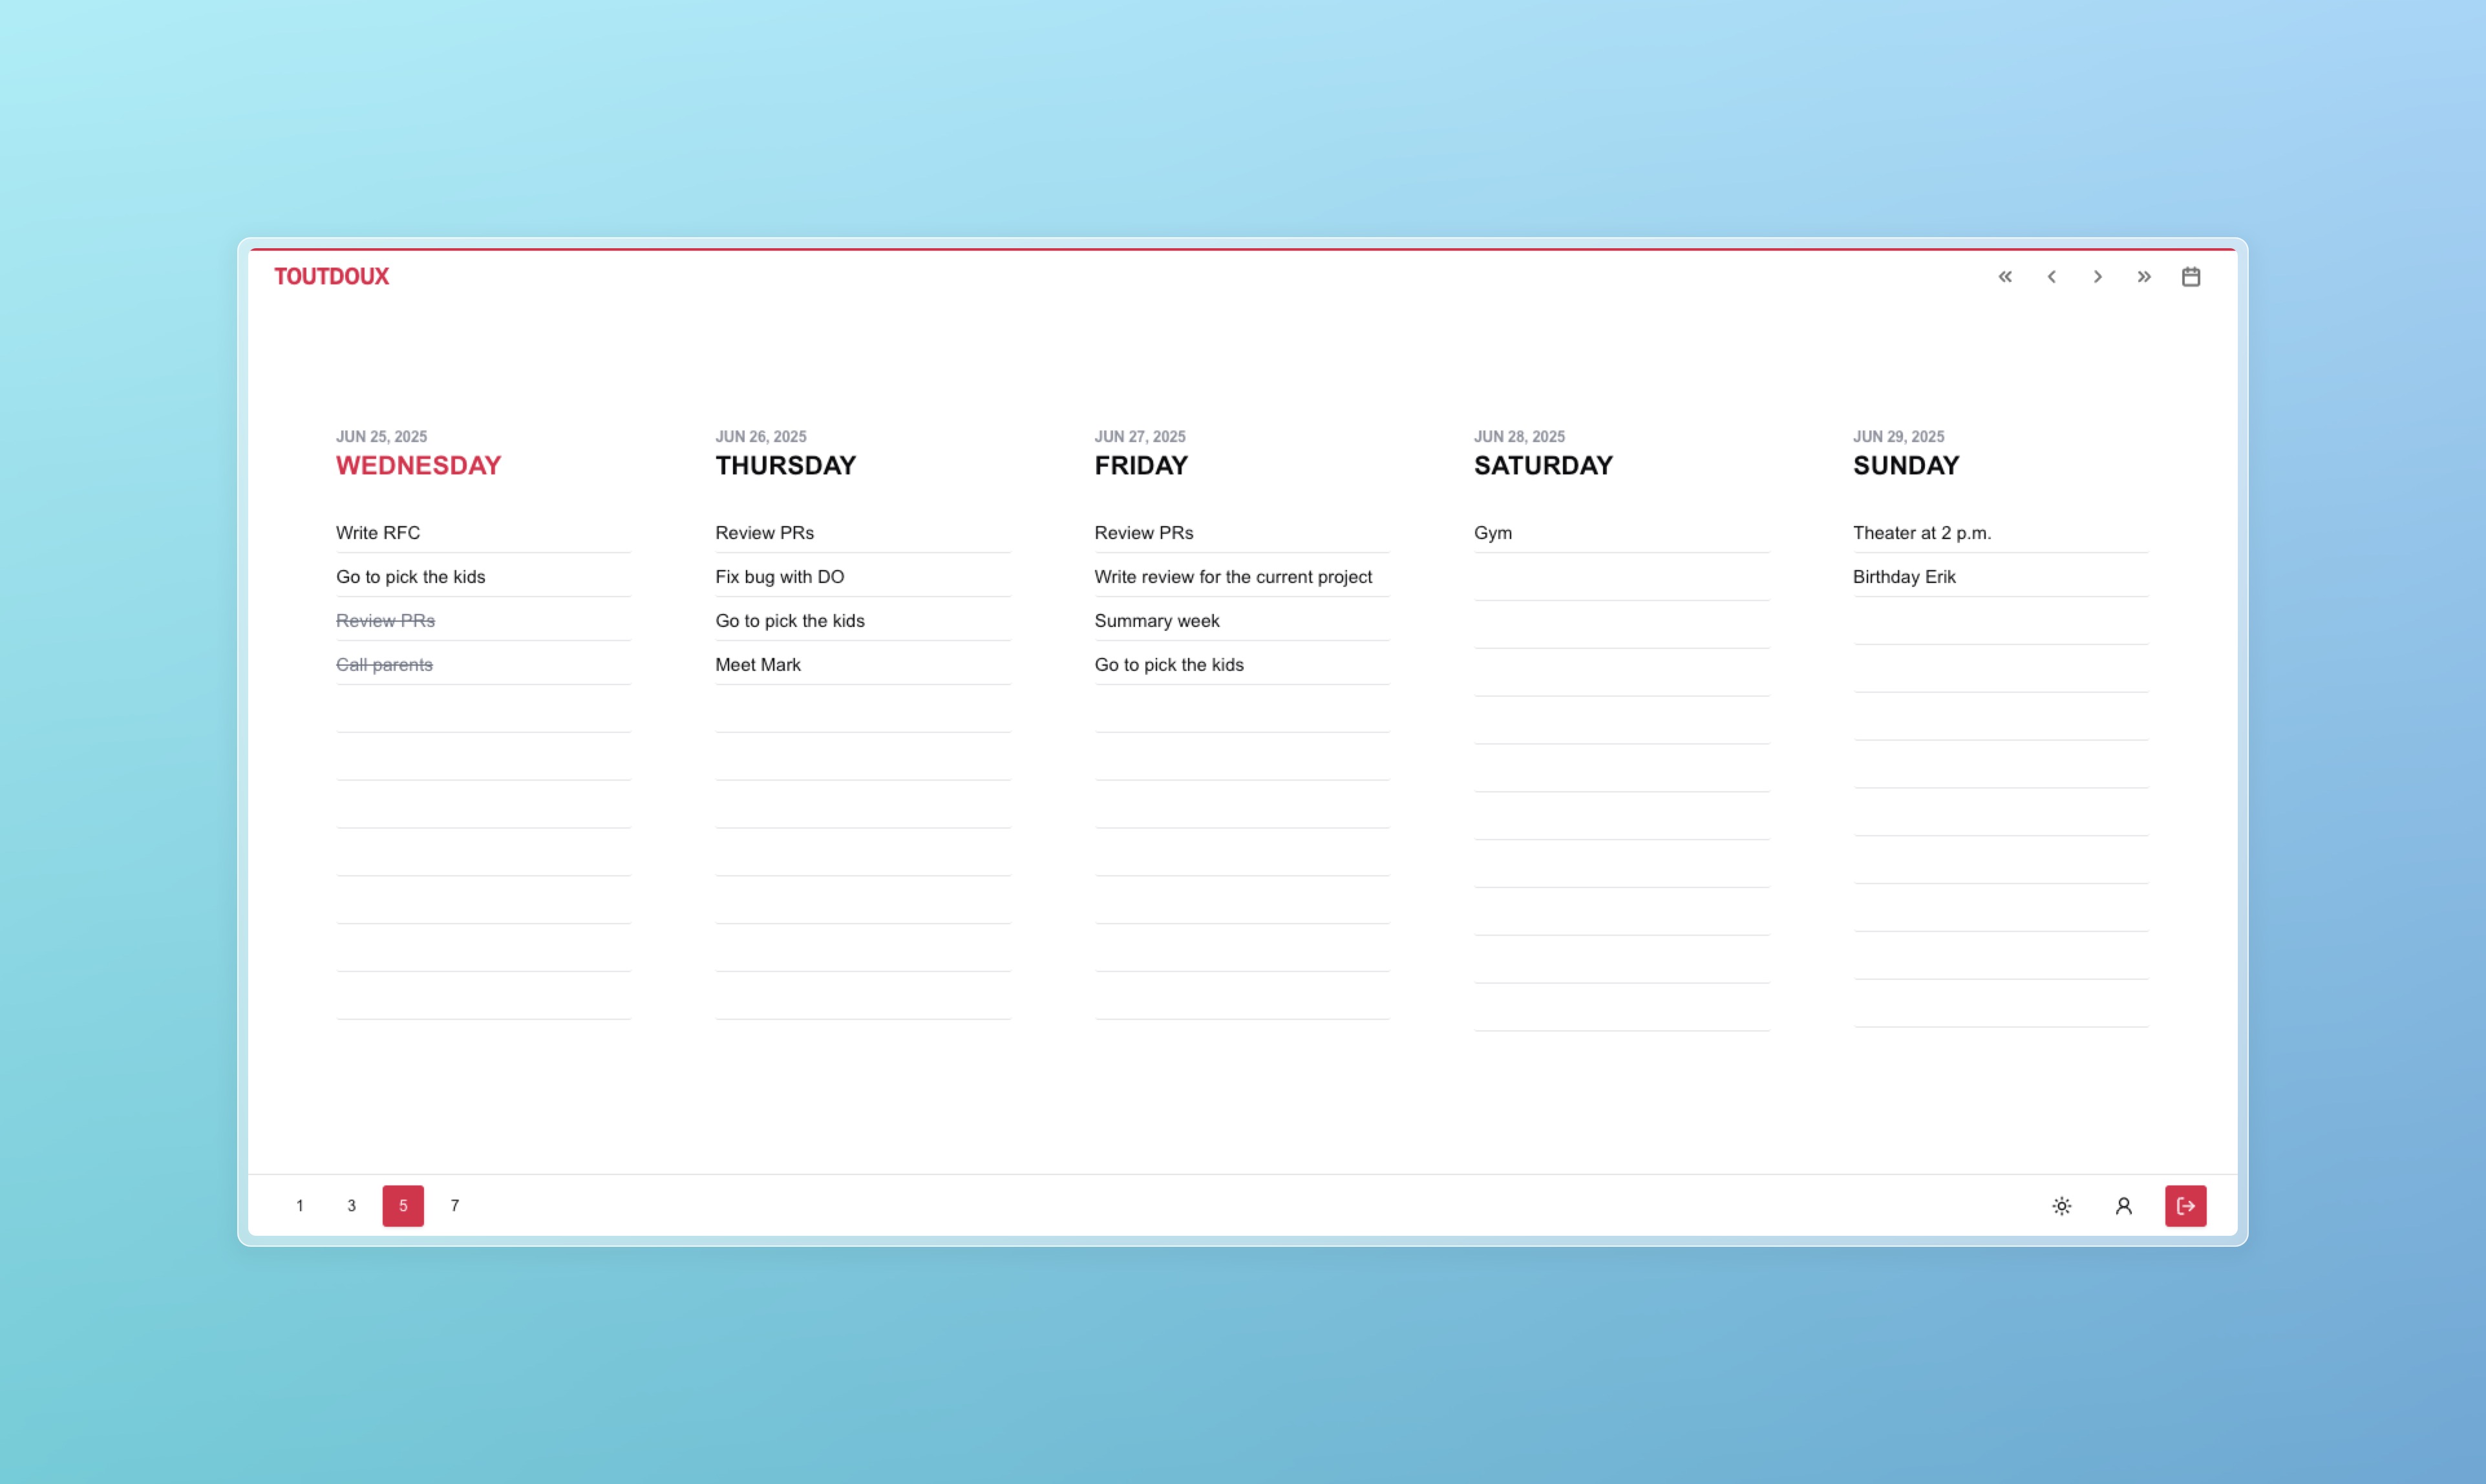 TOUTDOUX
JUN 25, 2025
WEDNESDAY
Write RFC
Go to pick the kids
Review PRs
Call parents
JUN 26, 2025
THURSDAY
Review PRs
Fix bug with DO
Go to pick the kids
Meet Mark
JUN 27, 2025
FRIDAY
Review PRs
Write review for the current project
Summary week
Go to pick the kids
JUN 28, 2025
SATURDAY
Gym
JUN 29, 2025
SUNDAY
Theater at 2 p.m.
Birthday Erik
1 3 5 7